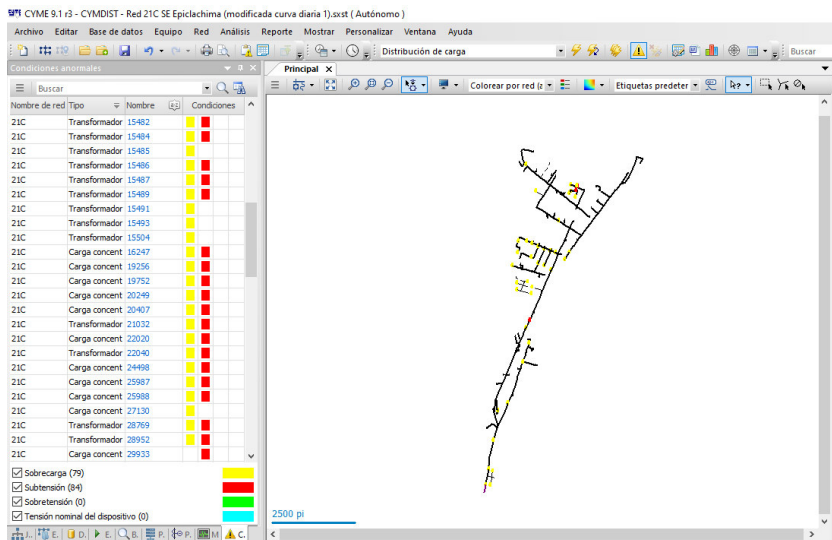 CYME 9.1 r3 - CYMDIST - Red 21C SE Epiclachima (modificada curva diaria 1).sxst ( Autónomo )
Archivo Editar Base de datos Equipo Red Análisis Reporte Mostrar Personalizar Ventana Ayuda
Distribución de carga
Buscar
Condiciones anormales
Principal X
Buscar
Colorear por red (z
Etiquetas predeter
Nombre de red Tipo Nombre Condiciones
21C Transformador 15482
21C Transformador 15484
21C Transformador 15485
21C Transformador 15486
21C Transformador 15487
21C Transformador 15489
21C Transformador 15491
21C Transformador 15493
21C Transformador 15504
21C Carga concent 16247
21C Carga concent 19256
21C Carga concent 19752
21C Carga concent 20249
21C Carga concent 20407
21C Transformador 21032
21C Carga concent 22020
21C Transformador 22040
21C Carga concent 24498
21C Carga concent 25987
21C Carga concent 25988
21C Carga concent 27130
21C Transformador 28769
21C Transformador 28952
21C Carga concent 29933
Sobrecarga (79)
Subtensión (84)
Sobretensión (0)
Tensión nominal del dispositivo (0)
2500 pi
E. D. E. B. P. P. M C.